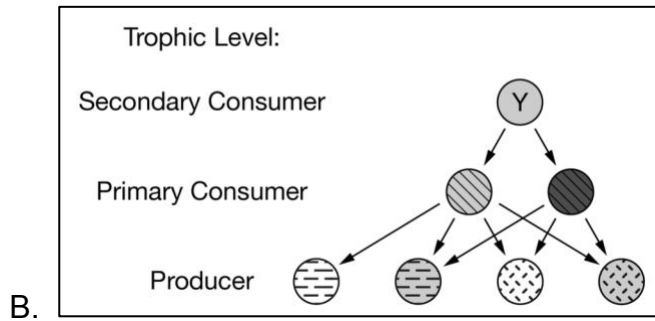 Trophic Level:
Secondary Consumer
Y
Primary Consumer
Producer
B.